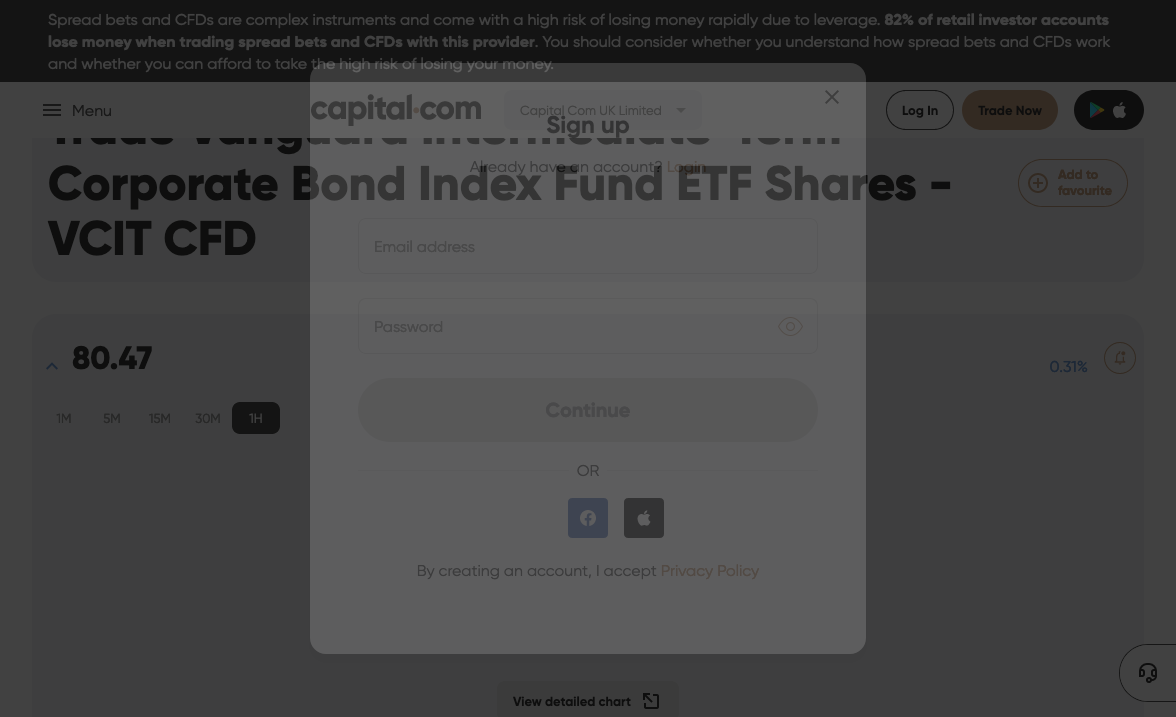 Spread bets and CFDs are complex instruments and come with a high risk of losing money rapidly due to leverage. 82% of retail investor accounts
lose money when trading spread bets and CFDs with this provider. You should consider whether you understand how spread bets and CFDs work
and whether you can afford to take the high risk of losing your money.
Menu
capital.com
Capital Com UK Limited
Log In
Trade Now
Sign up
Already have an account? Login
Trade Vanguard Intermediate-Term
Corporate Bond Index Fund ETF Shares -
VCIT CFD
Add to
favourite
Email address
Password
80.47
0.31%
1M 5M 15M 30M 1H
Continue
OR
By creating an account, I accept Privacy Policy
View detailed chart